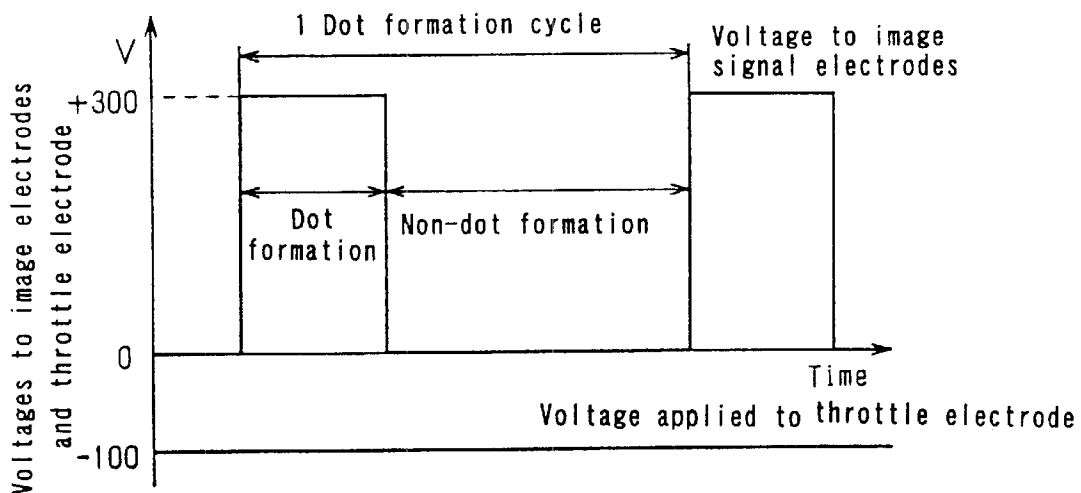 1 Dot formation cycle
V
Voltage to image
signal electrodes
+300
Dot
formation
Non-dot formation
0
Time
Voltage applied to throttle electrode
-100
Voltages to image electrodes
and throttle electrode